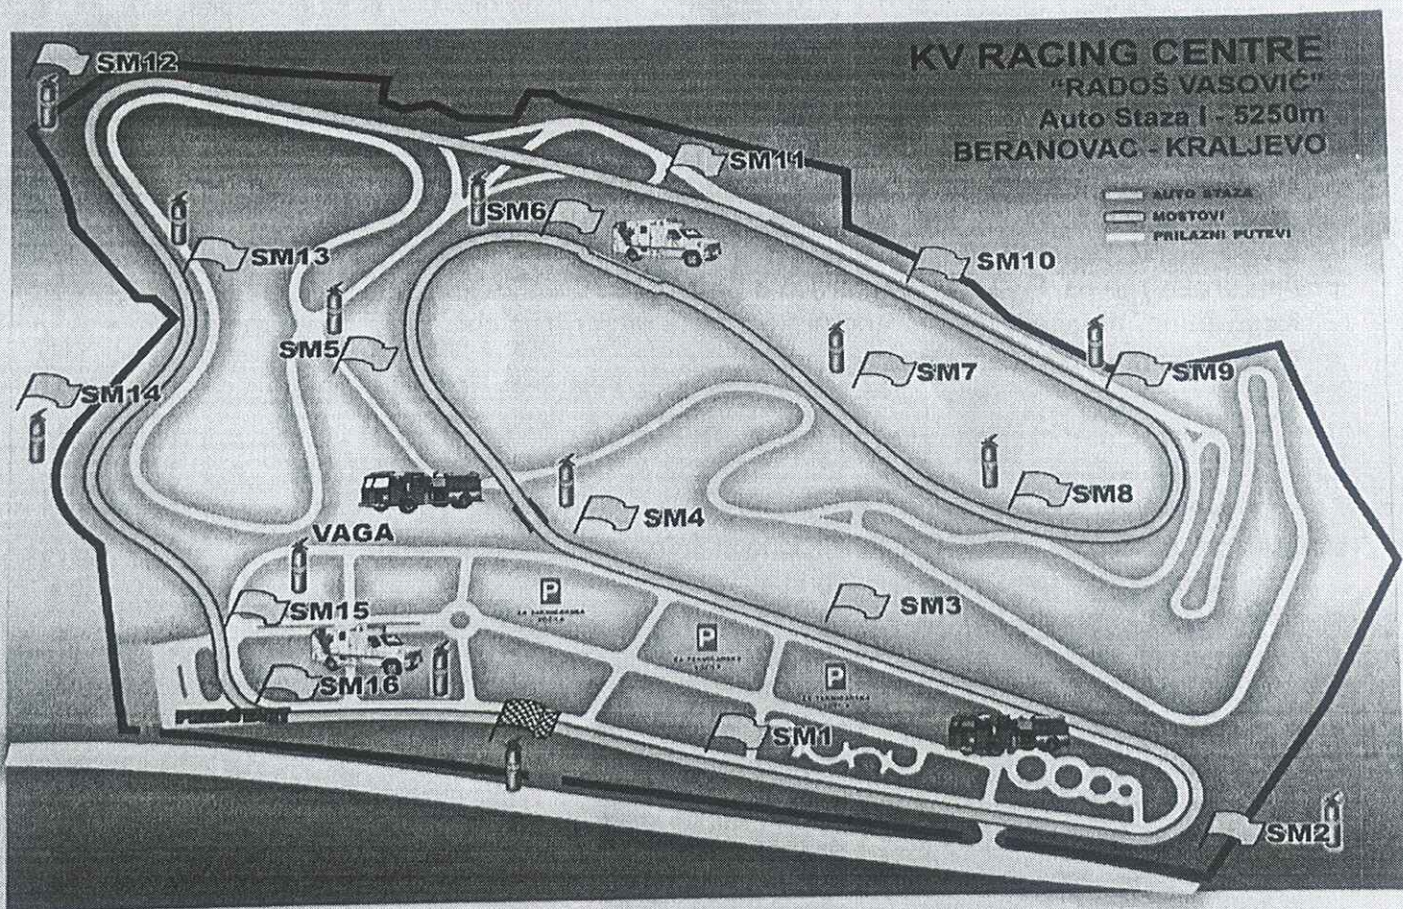 KV RACING CENTRE
"RADOŠ VASOVIĆ"
Auto Staza I - 5250m
BERANOVAC - KRALJEVO
AUTO STAZA
MOSTOVI
PRILAZNI PUTEVI
SM12
SM11
SM6
SM13
SM10
SM5
SM7
SM9
SM14
SM8
SM4
VAGA
SM3
SM15
P
P
P
SM16
SM1
SM2